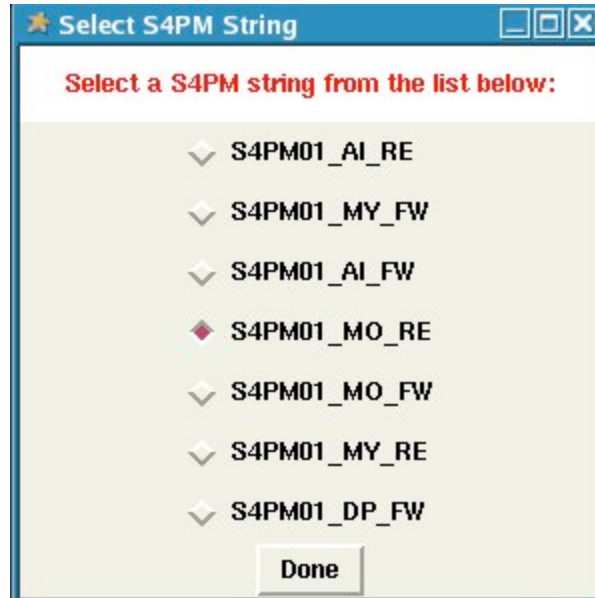 Select S4PM String
Select a S4PM string from the list below:
S4PM01_AI_RE
S4PM01_MY_FW
S4PM01_AI_FW
S4PM01_MO_RE
S4PM01_MO_FW
S4PM01_MY_RE
S4PM01_DP_FW
Done